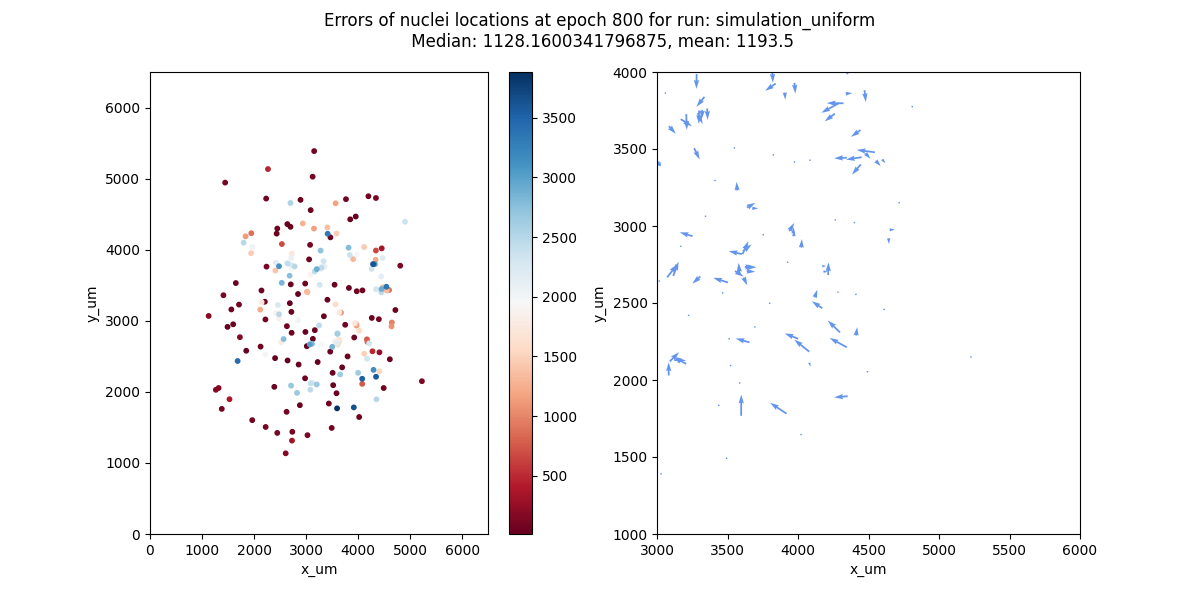 Errors of nuclei locations at epoch 800 for run: simulation_uniform
Median: 1128.1600341796875, mean: 1193.5
6000
5000
4000
3000
2000
1000
0
y_um
0 1000 2000 3000 4000 5000 6000
x_um
3500
3000
2500
2000
1500
1000
500
4000
3500
3000
2500
2000
1500
1000
y_um
3000 3500 4000 4500 5000 5500 6000
x_um